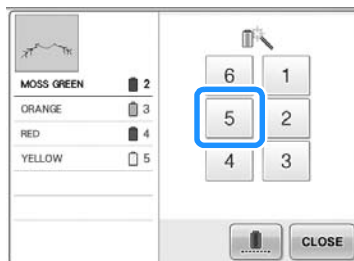 MOSS GREEN 2
ORANGE 3
RED 4
YELLOW 5
6 1
5 2
4 3
CLOSE